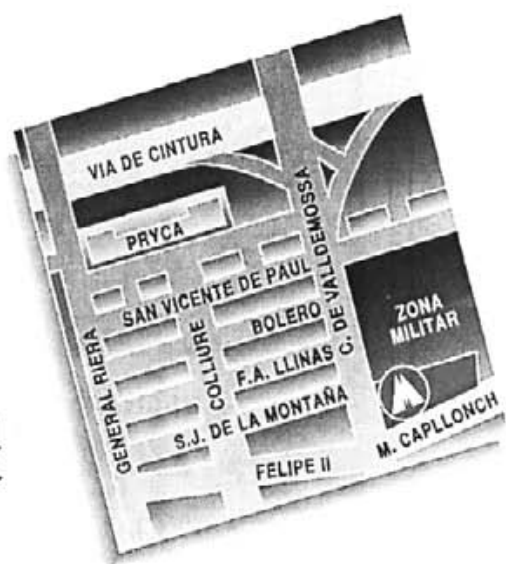 VIA DE CINTURA
PRYCA
SAN VICENTE DE PAUL
BOLERO
F.A. LLINAS
S.J. DE LA MONTAÑA
FELIPE II
GENERAL RIERA
COLLIURE
C. DE VALLDEMOSSA
ZONA
MILITAR
M. CAPLLONCH